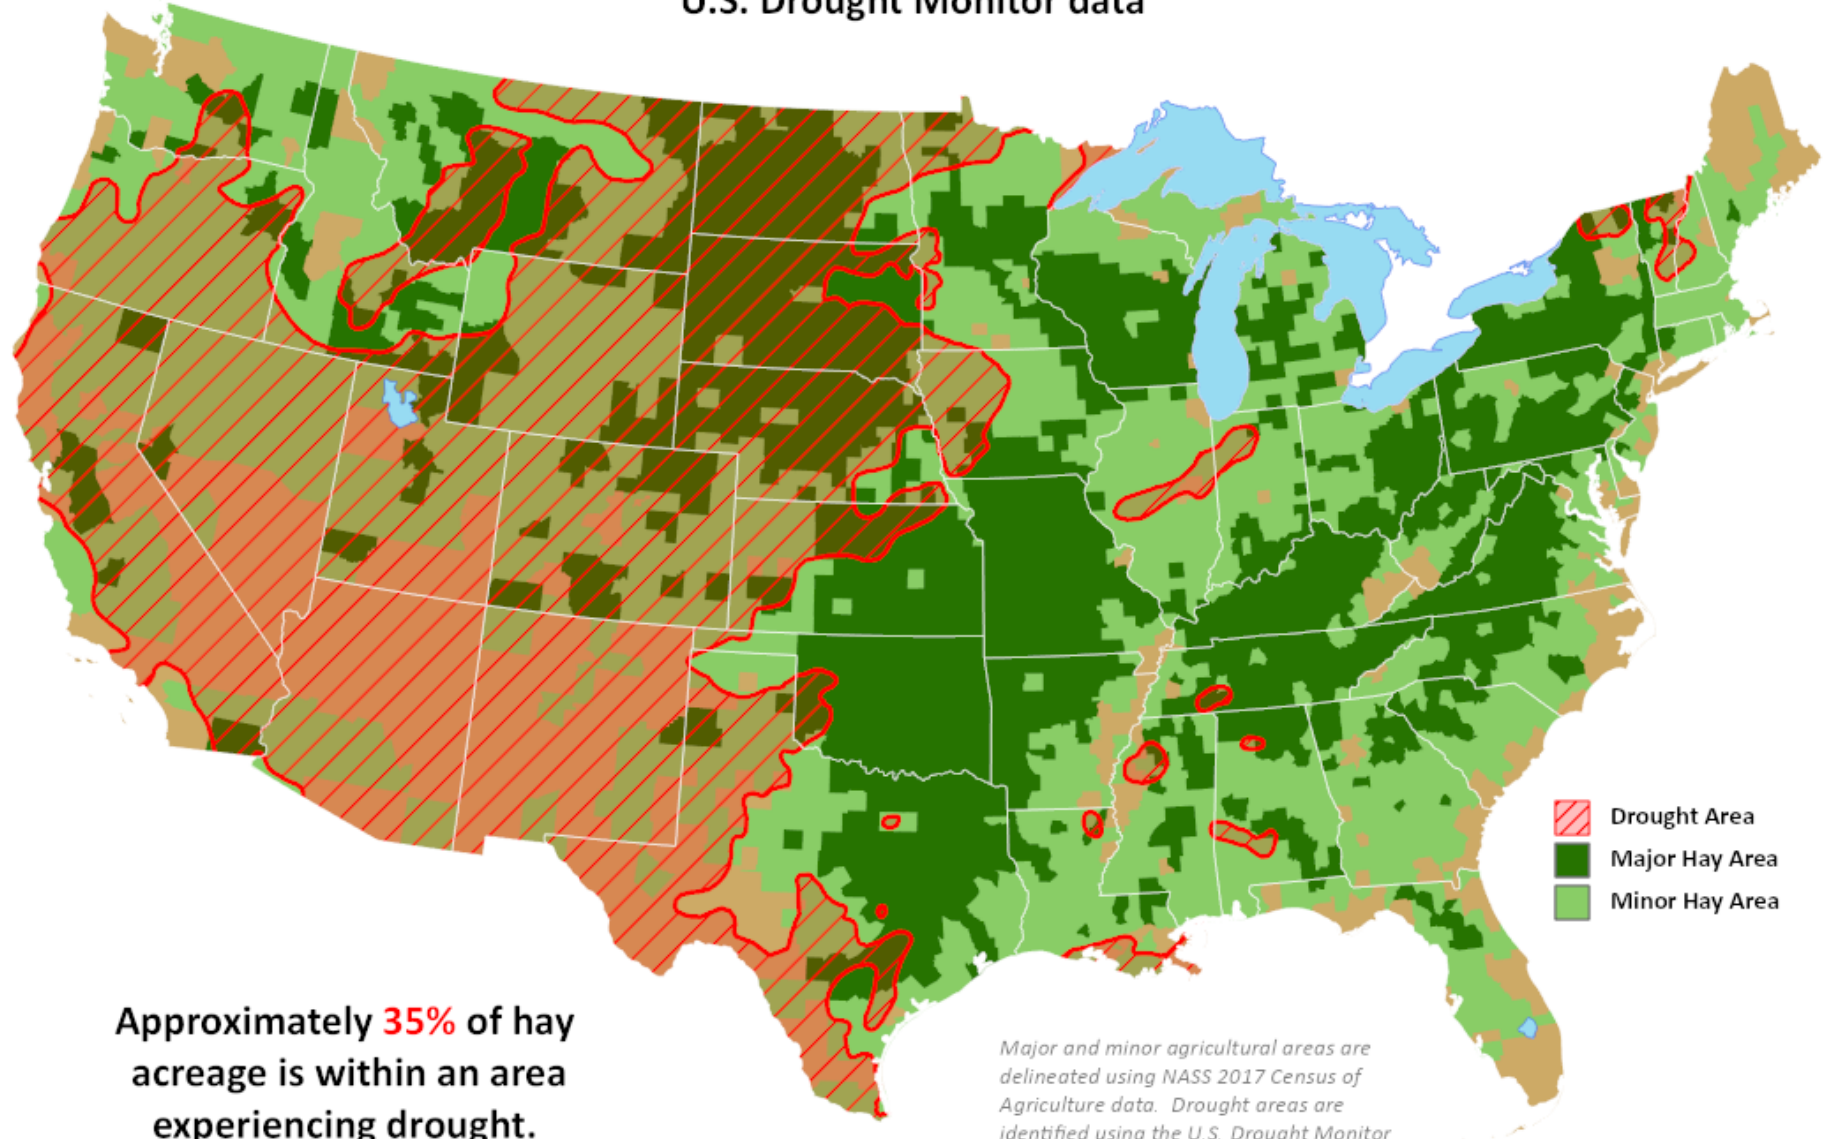 U.S. Drought Monitor data
Drought Area
Major Hay Area
Minor Hay Area
Approximately 35% of hay
acreage is within an area
experiencing drought.
Major and minor agricultural areas are
delineated using NASS 2017 Census of
Agriculture data. Drought areas are
identified using the U.S. Drought Monitor